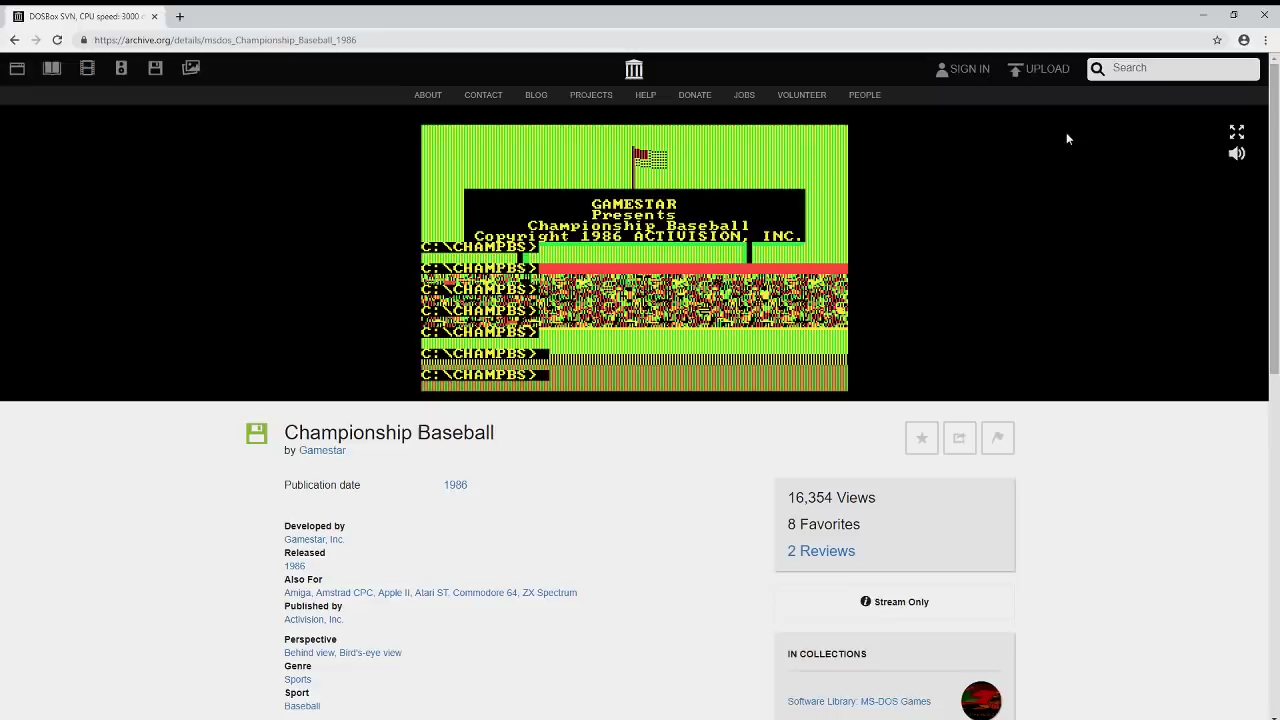 DOSBox SVN, CPU speed: 3000
https://archive.org/details/msdos_Championship_Baseball_1986
SIGN IN
UPLOAD
Search
ABOUT CONTACT BLOG PROJECTS HELP DONATE JOBS VOLUNTEER PEOPLE
GAMESTAR
Presents
Championship Baseball
Copyright 1986 ACTIVISION, INC.
C:\CHAMPBS>
C:\CHAMPBS>
C:\CHAMPBS>
C:\CHAMPBS>
C:\CHAMPBS>
C:\CHAMPBS>
C:\CHAMPBS>
Championship Baseball
by Gamestar
Publication date 1986
Developed by
Gamestar, Inc.
Released
1986
Also For
Amiga, Amstrad CPC, Apple II, Atari ST, Commodore 64, ZX Spectrum
Published by
Activision, Inc.
Perspective
Behind view, Bird's-eye view
Genre
Sports
Sport
Baseball
16,354 Views
8 Favorites
2 Reviews
Stream Only
IN COLLECTIONS
Software Library: MS-DOS Games